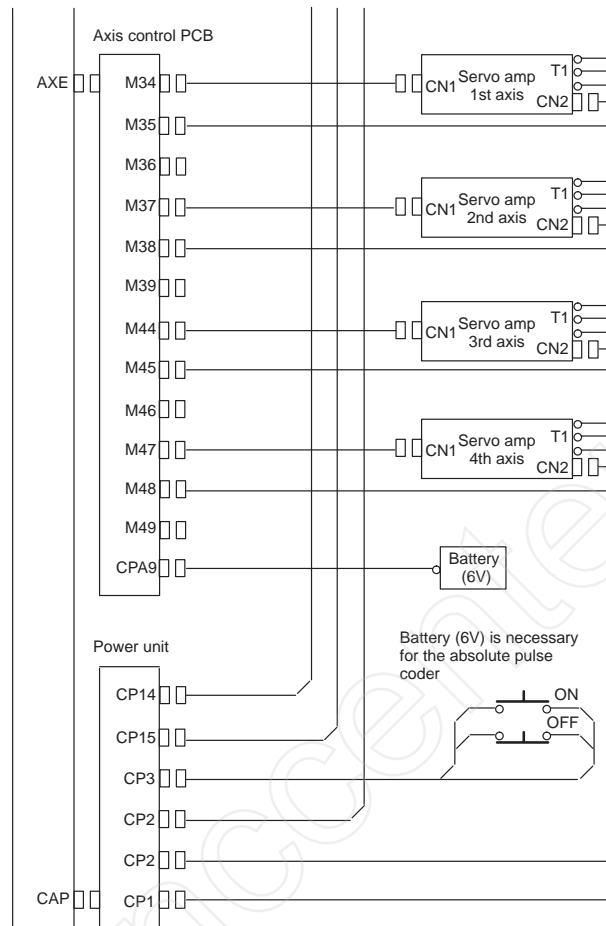 Axis control PCB
AXE
M34
CN1
Servo amp
1st axis
T1
CN2
M35
M36
M37
CN1
Servo amp
2nd axis
T1
CN2
M38
M39
M44
CN1
Servo amp
3rd axis
T1
CN2
M45
M46
M47
CN1
Servo amp
4th axis
T1
CN2
M48
M49
CPA9
Battery
(6V)
Power unit
Battery (6V) is necessary
for the absolute pulse
coder
CP14
ON
CP15
OFF
CP3
CP2
CP2
CAP
CP1